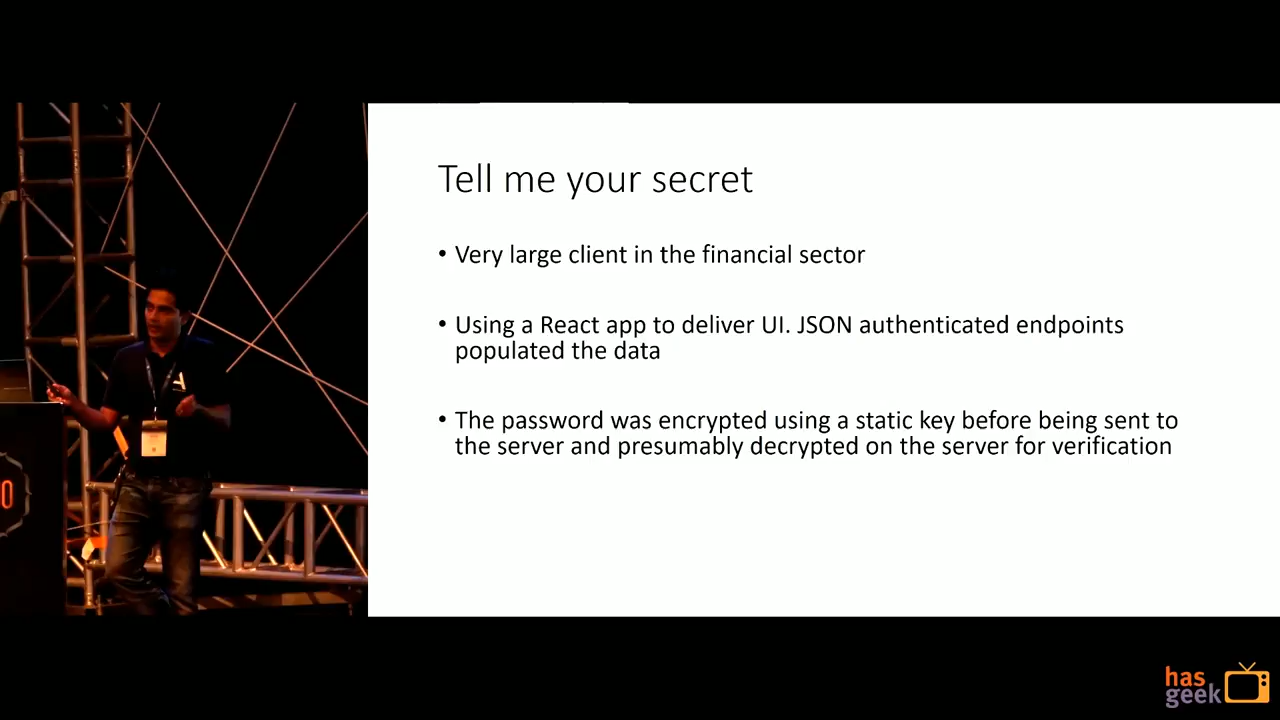 Tell me your secret
• Very large client in the financial sector
• Using a React app to deliver UI. JSON authenticated endpoints
populated the data
• The password was encrypted using a static key before being sent to
the server and presumably decrypted on the server for verification
0
has
geek